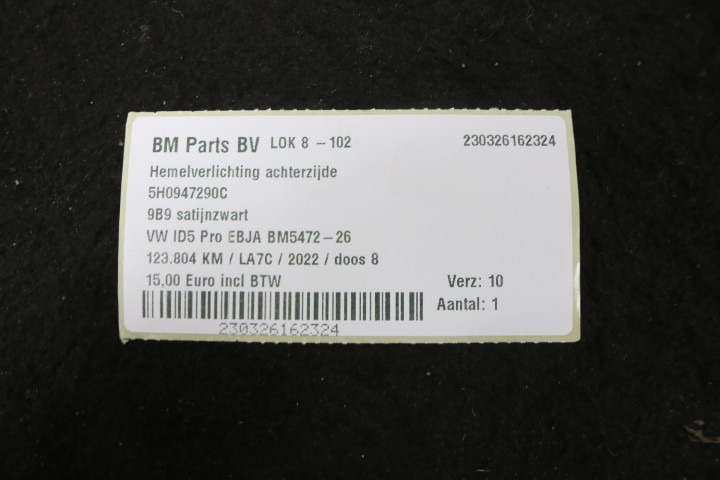 BM Parts BV LOK 8 - 102 230326162324
Hemelverlichting achterzijde
5H0947290C
9B9 satijnzwart
VW ID5 Pro EBJA BM5472-26
123.804 KM / LA7C / 2022 / doos 8
15,00 Euro incl BTW Verz: 10
Aantal: 1
230326162324